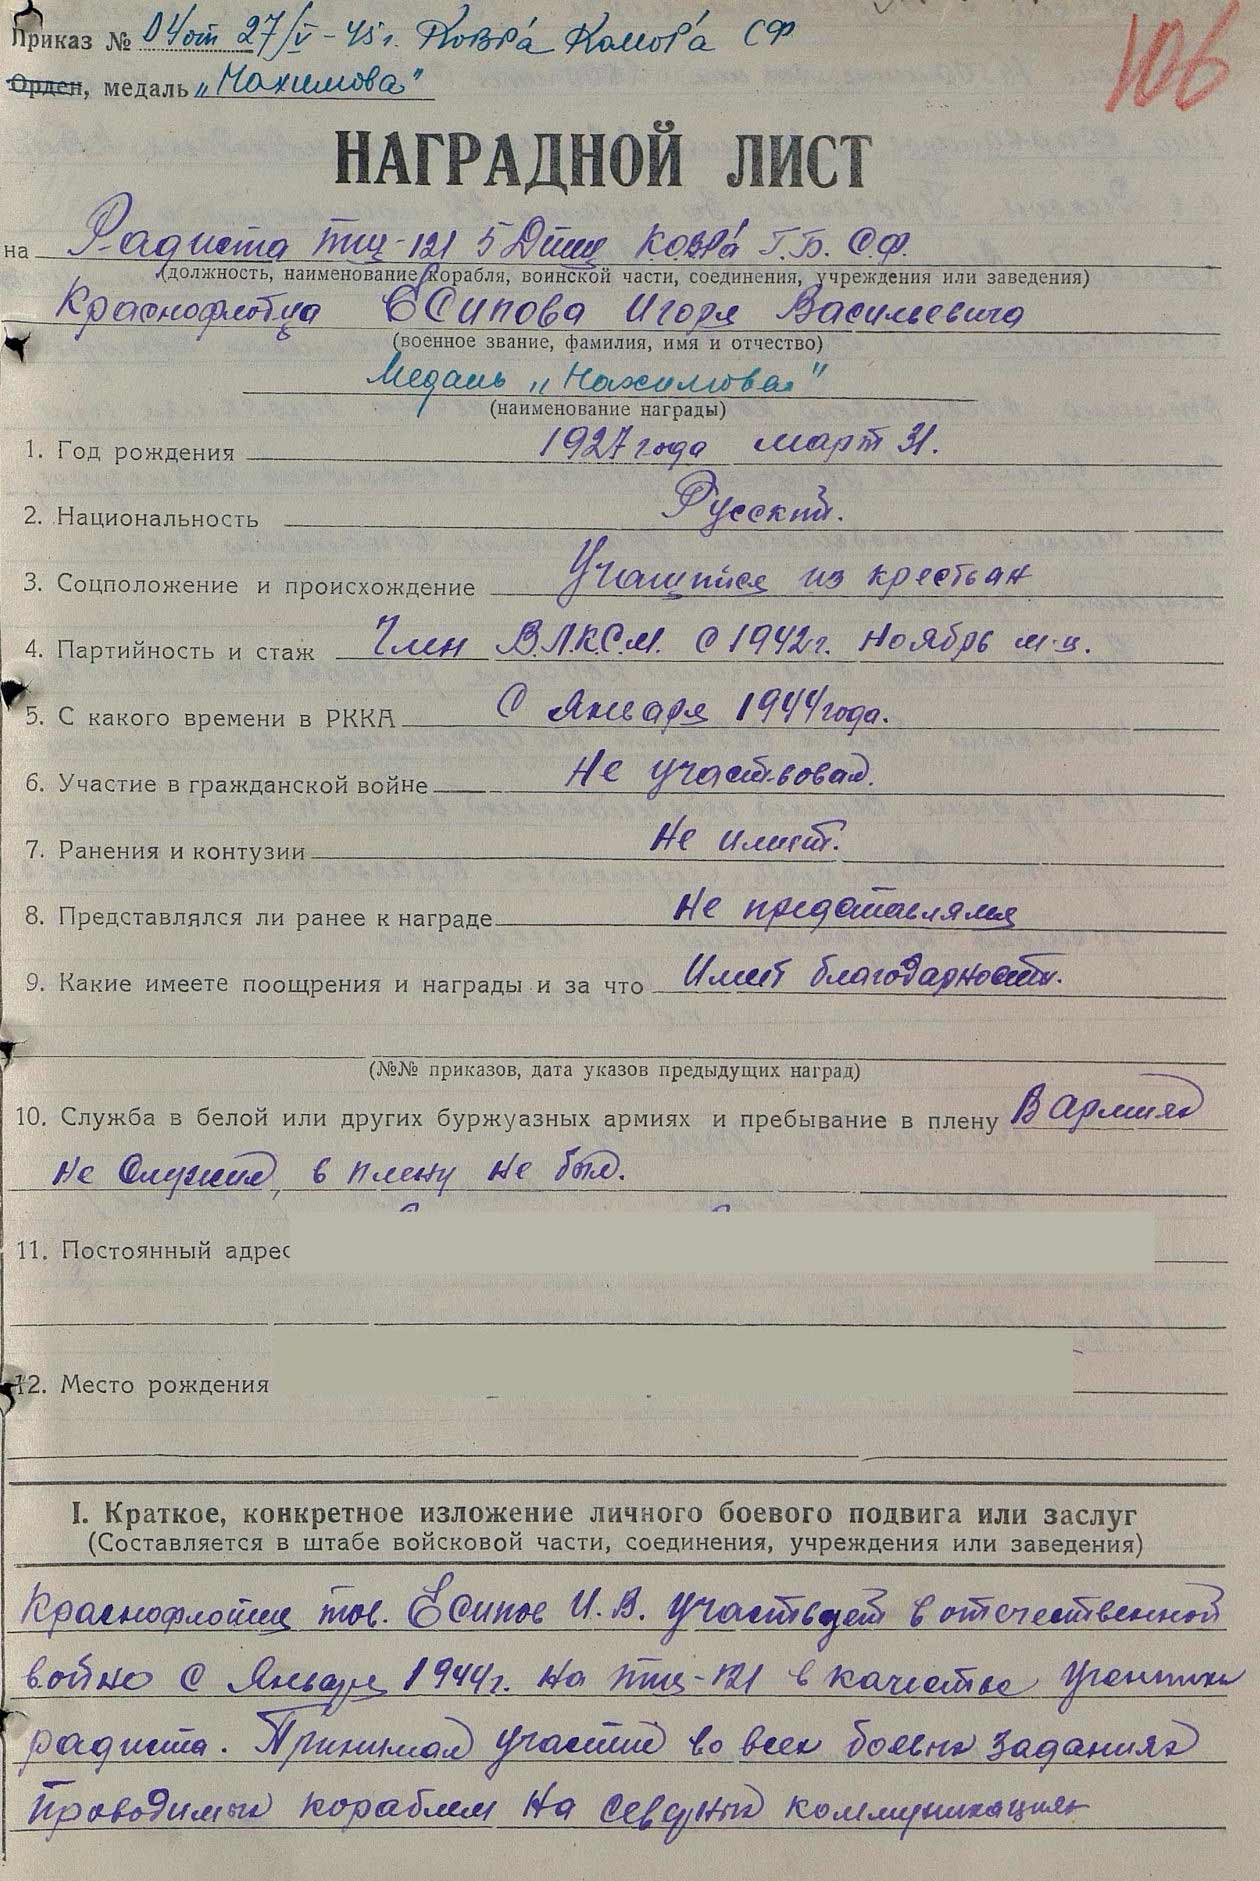 106
Приказ № 04 от 27/V-45 г. КОВРа Комора СФ
Орден, медаль „Нахимова"
НАГРАДНОЙ ЛИСТ
на Радиста тщ-121 5 Дтщ КОВРа Г.Б. СФ.
(должность, наименование корабля, воинской части, соединения, учреждения или заведения)
Краснофлотца Есипова Игоря Васильевича
(военное звание, фамилия, имя и отчество)
Медаль „Нахимова"
(наименование награды)
1. Год рождения 1927 года март 31.
2. Национальность Русский.
3. Соцположение и происхождение Учащийся из крестьян
4. Партийность и стаж Член В.Л.К.С.М. с 1942 г. ноябрь м-ц.
5. С какого времени в РККА С Января 1944 года.
6. Участие в гражданской войне Не участвовал.
7. Ранения и контузии Не имеет.
8. Представлялся ли ранее к награде Не представлялся
9. Какие имеете поощрения и награды и за что Имеет благодарности.
(№№ приказов, дата указов предыдущих наград)
10. Служба в белой или других буржуазных армиях и пребывание в плену В Армиях
не служил, в плену не был.
11. Постоянный адрес
12. Место рождения
I. Краткое, конкретное изложение личного боевого подвига или заслуг
(Составляется в штабе войсковой части, соединения, учреждения или заведения)
Краснофлотец тов. Есипов И.В. участвует в отечественной
войне с Января 1944 г. на тщ-121 в качестве ученика
радиста. Принимал участие во всех боевых заданиях
проводимых кораблем на северных коммуникациях